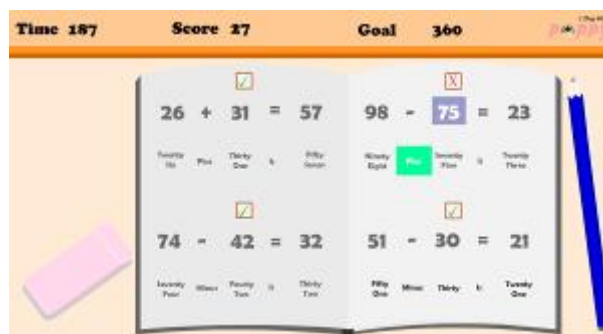 Time 187 Score 27 Goal 360
26 + 31 = 57
Twenty Six Plus Thirty One Is Fifty Seven
98 - 75 = 23
Ninety Eight Plus Seventy Five Is Twenty Three
74 - 42 = 32
Seventy Four Minus Is Thirty Two
51 - 30 = 21
Fifty One Minus Thirty Is Twenty One